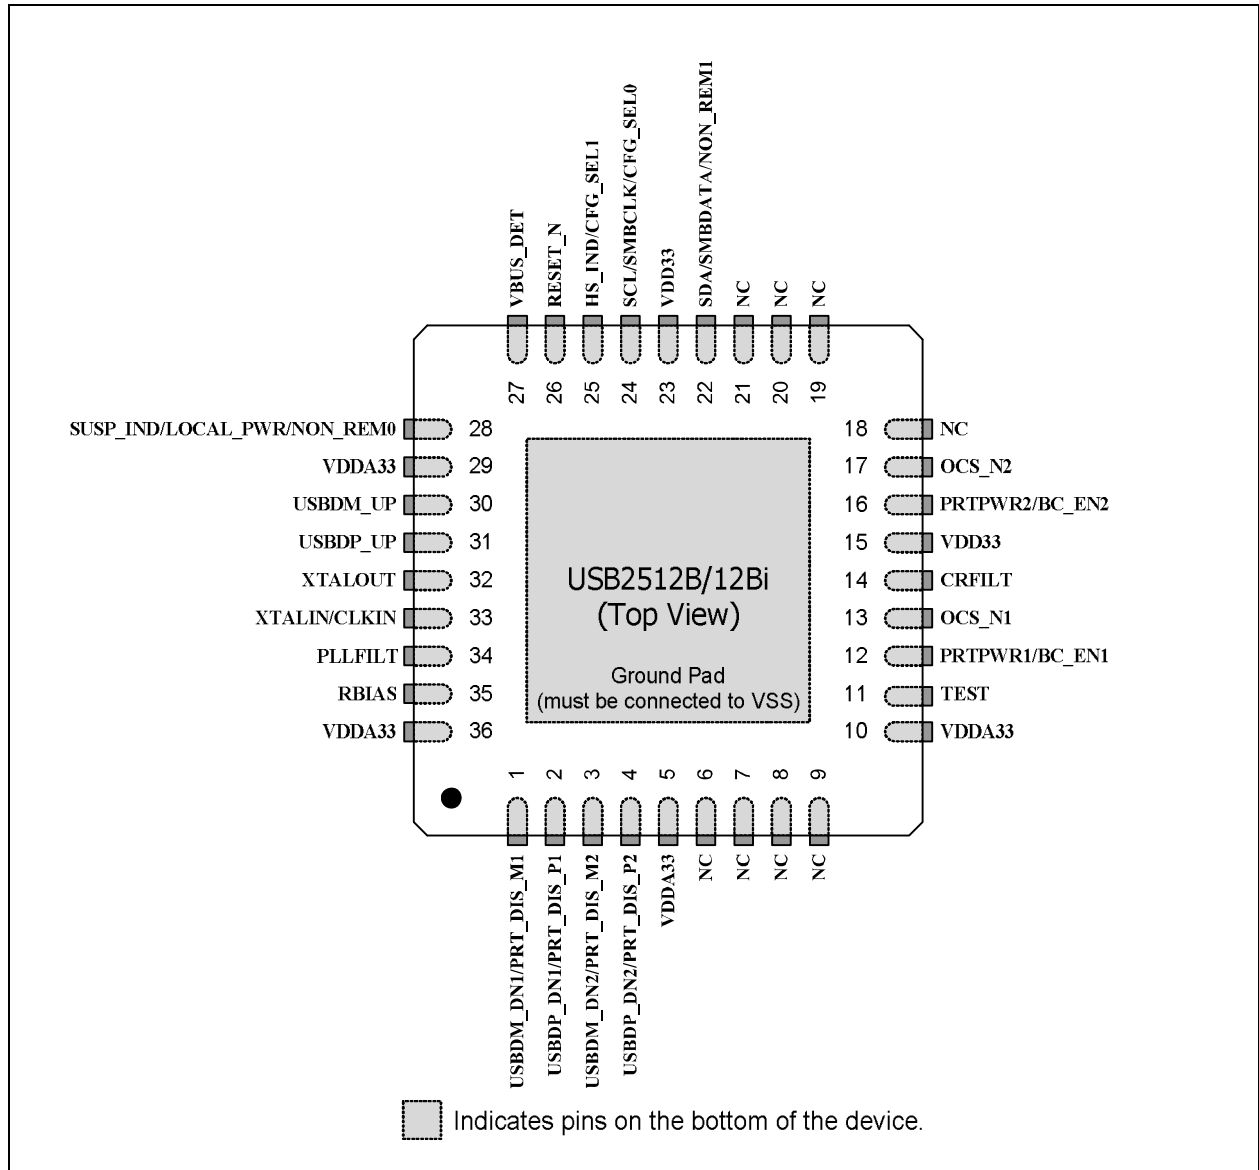 VBUS_DET
RESET_N
HS_IND/CFG_SEL1
SCL/SMBCLK/CFG_SEL0
VDD33
SDA/SMBDATA/NON_REM1
NC
NC
NC
27
26
25
24
23
22
21
20
19
SUSP_IND/LOCAL_PWR/NON_REM0 28
VDDA33 29
USBDM_UP 30
USBDP_UP 31
XTALOUT 32
XTALIN/CLKIN 33
PLLFILT 34
RBIAS 35
VDDA33 36
USB2512B/12Bi
(Top View)
Ground Pad
(must be connected to VSS)
18 NC
17 OCS_N2
16 PRTPWR2/BC_EN2
15 VDD33
14 CRFILT
13 OCS_N1
12 PRTPWR1/BC_EN1
11 TEST
10 VDDA33
1
2
3
4
5
6
7
8
9
USBDM_DN1/PRT_DIS_M1
USBDP_DN1/PRT_DIS_P1
USBDM_DN2/PRT_DIS_M2
USBDP_DN2/PRT_DIS_P2
VDDA33
NC
NC
NC
NC
Indicates pins on the bottom of the device.